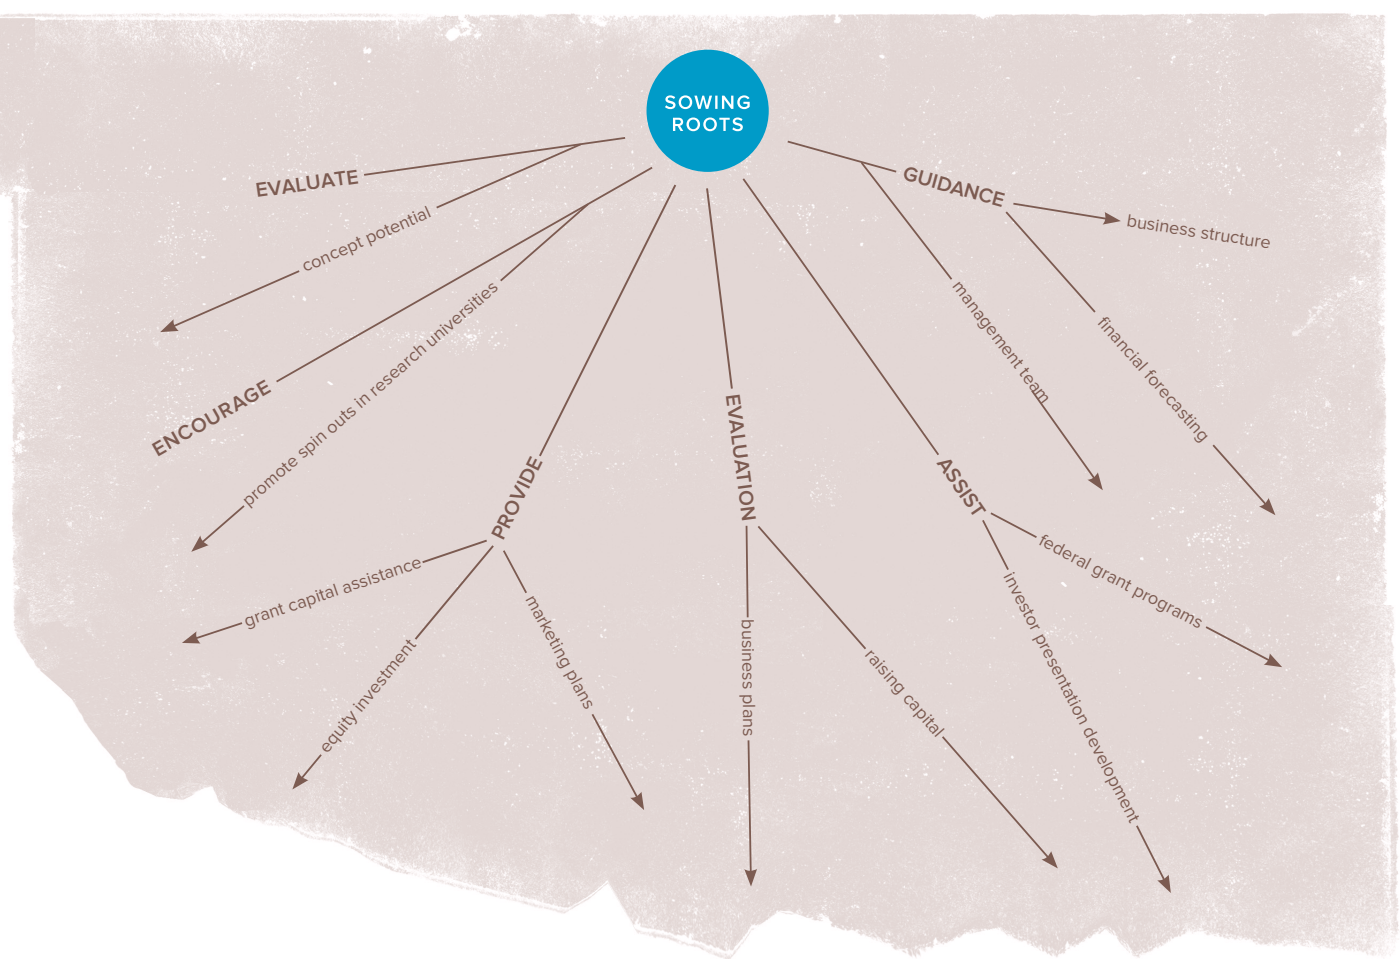 SOWING
ROOTS
EVALUATE
concept potential
ENCOURAGE
promote spin outs in research universities
PROVIDE
grant capital assistance
equity investment
marketing plans
EVALUATION
business plans
raising capital
ASSIST
federal grant programs
investor presentation development
GUIDANCE
business structure
management team
financial forecasting